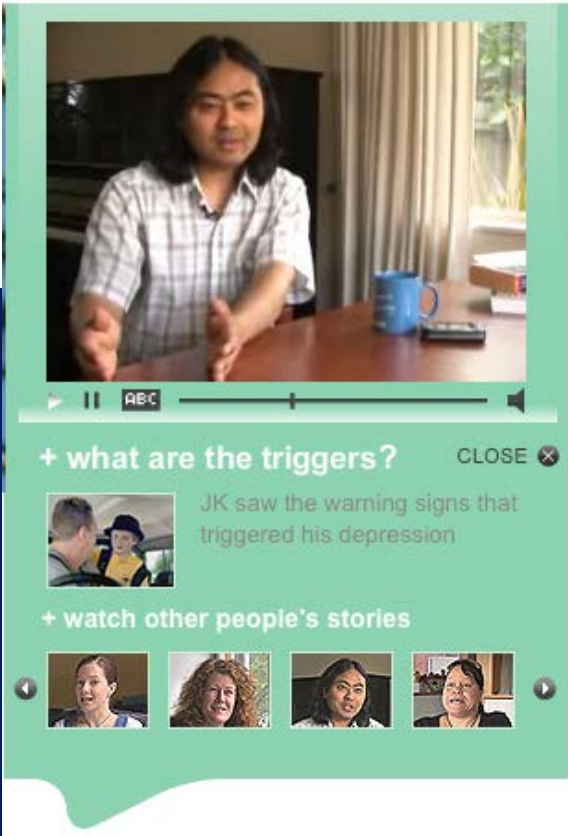 ABC
+ what are the triggers?
CLOSE
JK saw the warning signs that
triggered his depression
+ watch other people's stories